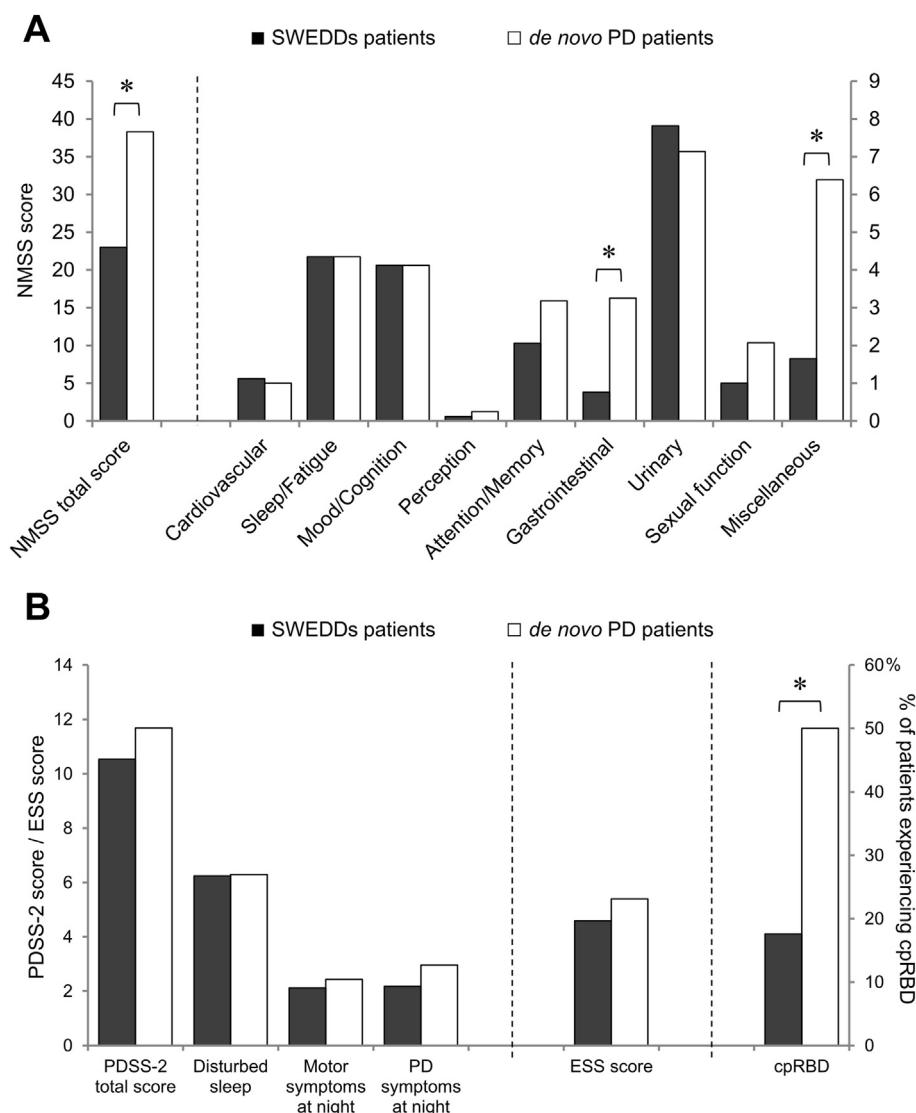 A
SWEDDs patients
de novo PD patients
NMSS score
45
40
35
30
25
20
15
10
5
0
*
*
*
9
8
7
6
5
4
3
2
1
0
NMSS total score
Cardiovascular
Sleep/Fatigue
Mood/Cognition
Perception
Attention/Memory
Gastrointestinal
Urinary
Sexual function
Miscellaneous
B
SWEDDs patients
de novo PD patients
PDSS-2 score / ESS score
14
12
10
8
6
4
2
0
*
60%
50
40
30
20
10
0
% of patients experiencing cpRBD
PDSS-2
total score
Disturbed
sleep
Motor
symptoms
at night
PD
symptoms
at night
ESS score
cpRBD